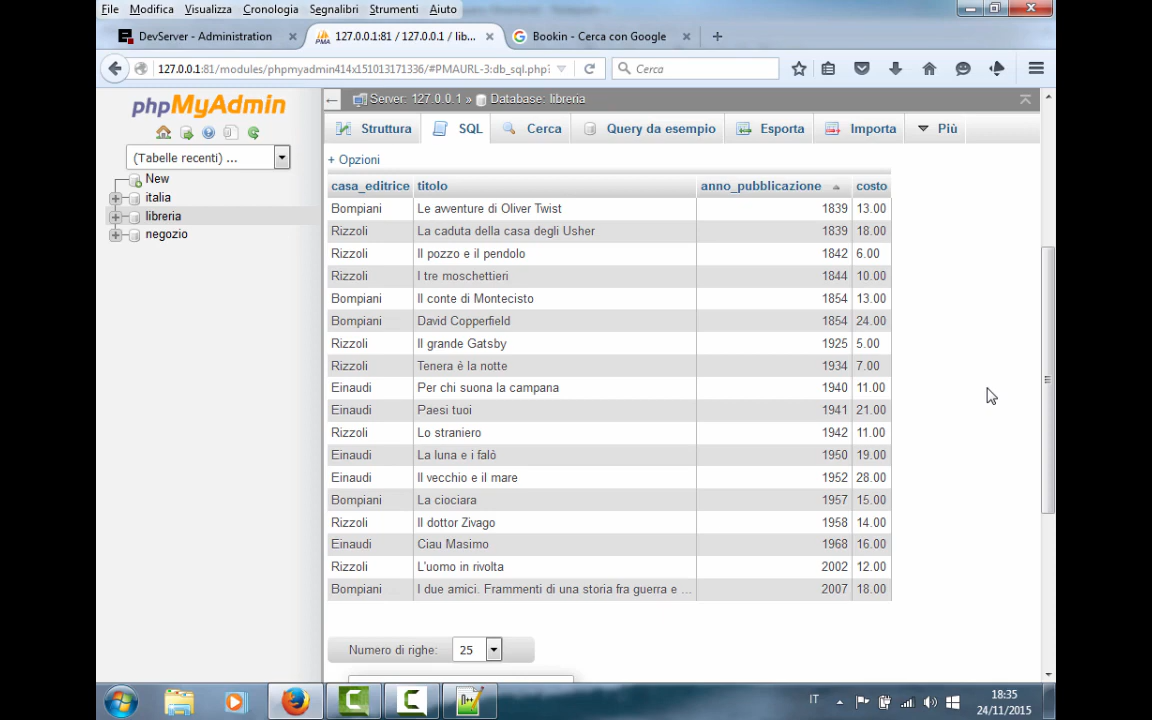 File Modifica Visualizza Cronologia Segnalibri Strumenti Aiuto
DevServer - Administration × 127.0.0.1:81 / 127.0.0.1 / lib... × Bookin - Cerca con Google × +
127.0.0.1:81/modules/phpmyadmin414x151013171336/#PMAURL-3:db_sql.php? Cerca
phpMyAdmin
Server: 127.0.0.1 » Database: libreria
Struttura SQL Cerca Query da esempio Esporta Importa Più
(Tabelle recenti) ...
New
italia
libreria
negozio
+ Opzioni
casa_editrice titolo anno_pubblicazione costo
Bompiani Le avventure di Oliver Twist 1839 13.00
Rizzoli La caduta della casa degli Usher 1839 18.00
Rizzoli Il pozzo e il pendolo 1842 6.00
Rizzoli I tre moschettieri 1844 10.00
Bompiani Il conte di Montecisto 1854 13.00
Bompiani David Copperfield 1854 24.00
Rizzoli Il grande Gatsby 1925 5.00
Rizzoli Tenera è la notte 1934 7.00
Einaudi Per chi suona la campana 1940 11.00
Einaudi Paesi tuoi 1941 21.00
Rizzoli Lo straniero 1942 11.00
Einaudi La luna e i falò 1950 19.00
Einaudi Il vecchio e il mare 1952 28.00
Bompiani La ciociara 1957 15.00
Rizzoli Il dottor Zivago 1958 14.00
Einaudi Ciau Masimo 1968 16.00
Rizzoli L'uomo in rivolta 2002 12.00
Bompiani I due amici. Frammenti di una storia fra guerra e ... 2007 18.00
Numero di righe: 25
IT 18:35
24/11/2015